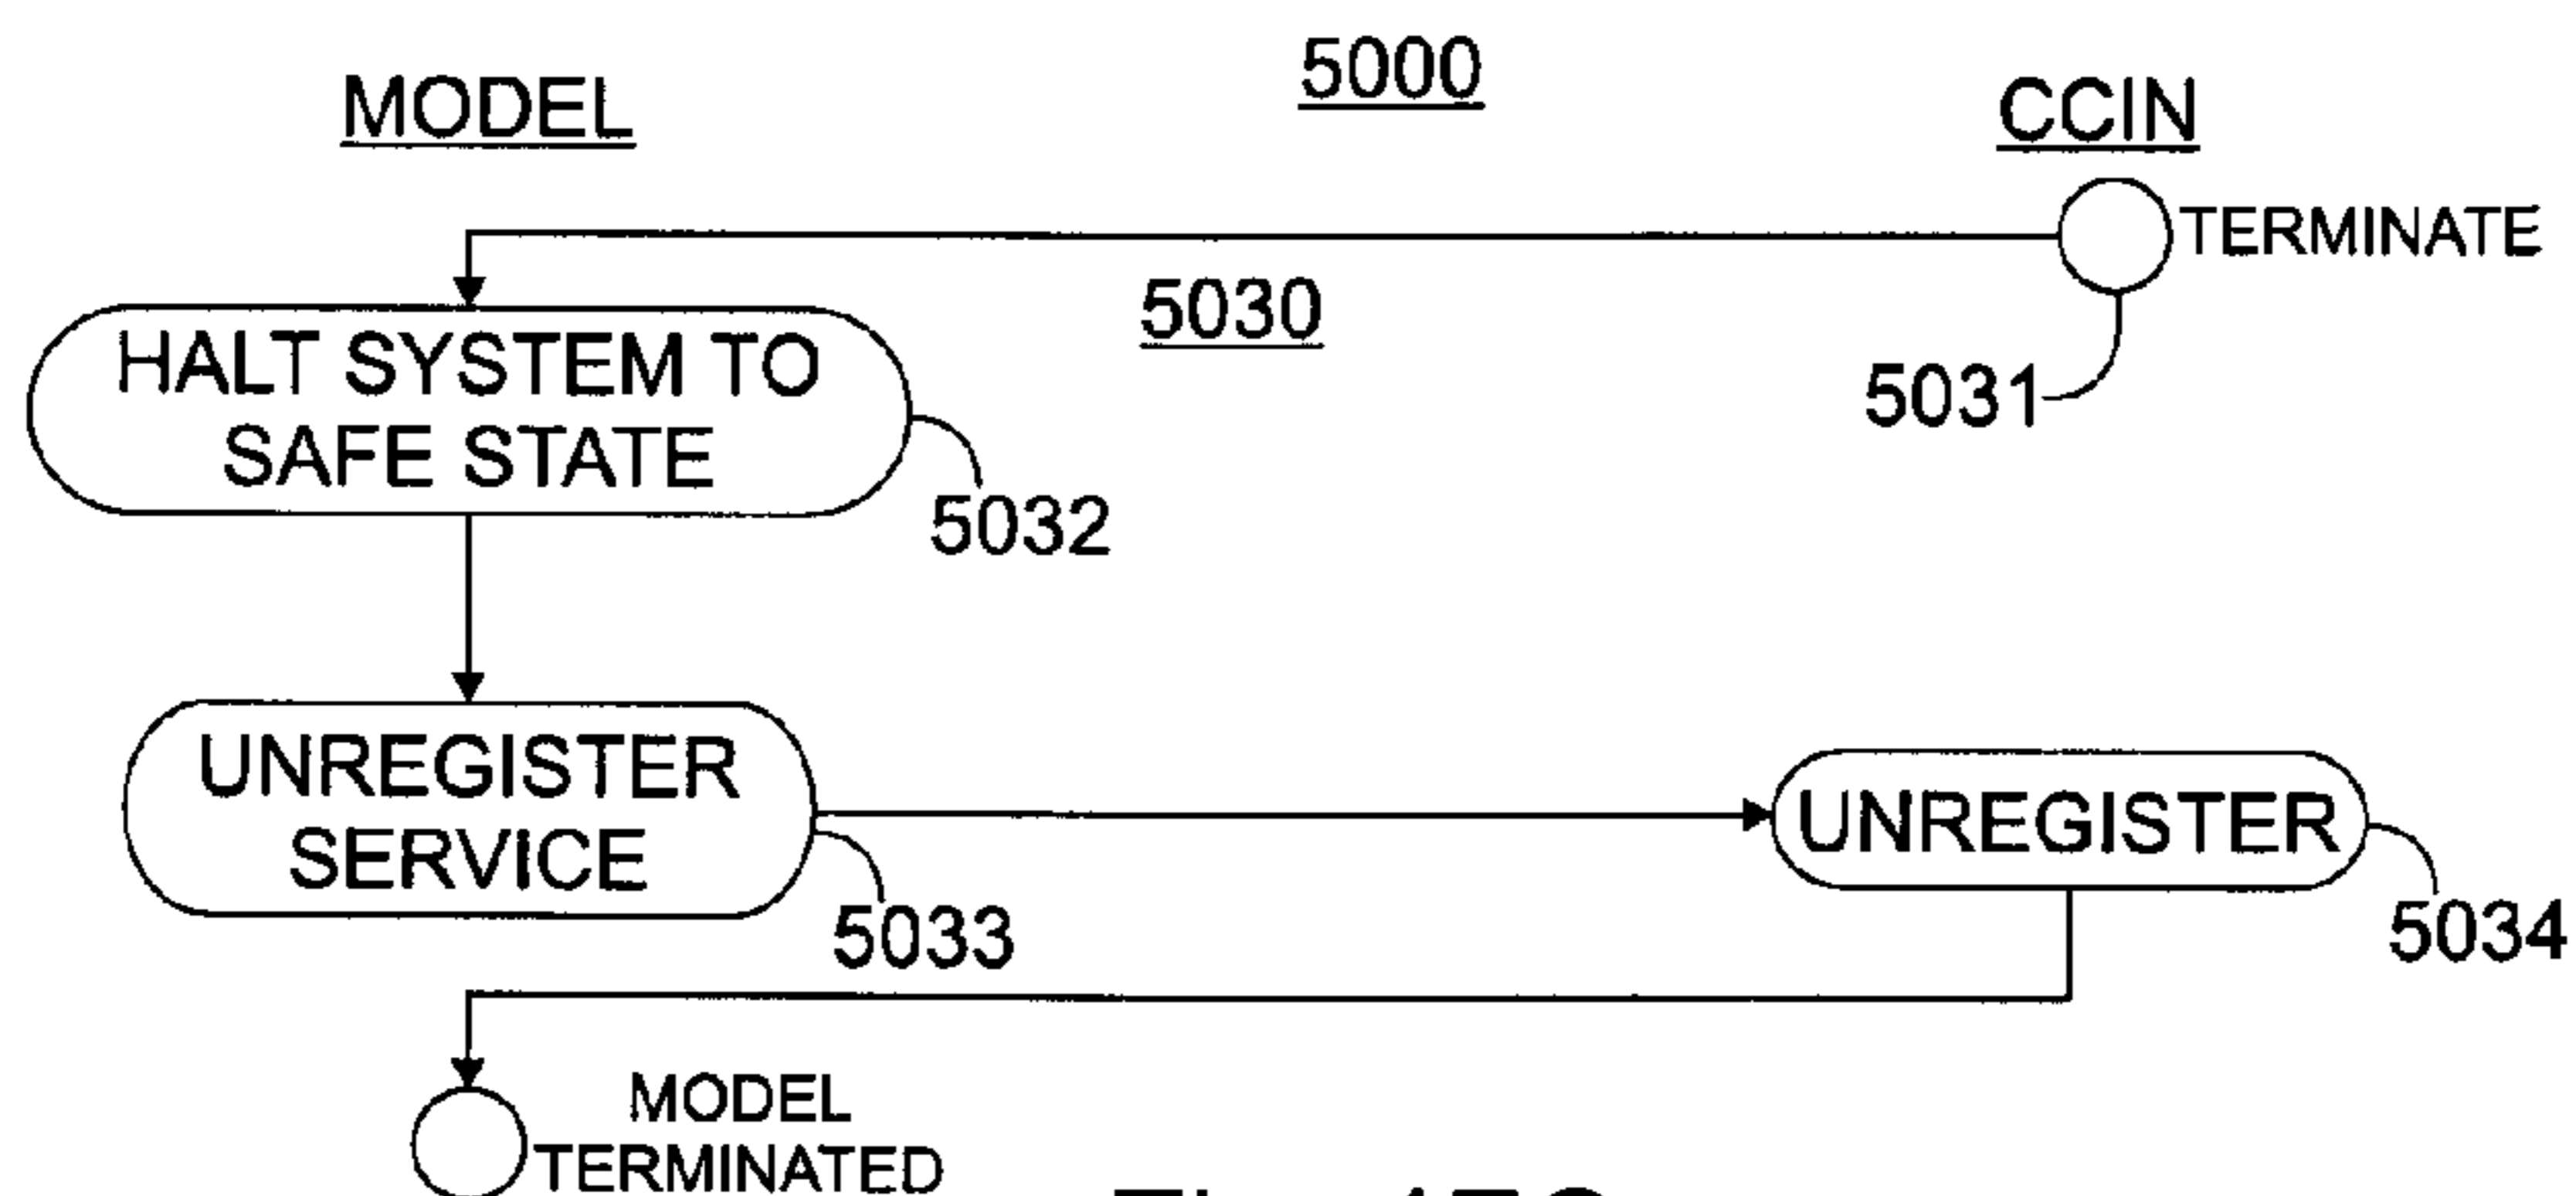 5000
MODEL
CCIN
TERMINATE
5030
HALT SYSTEM TO
SAFE STATE
5031
5032
UNREGISTER
SERVICE
UNREGISTER
5033
5034
MODEL
TERMINATED